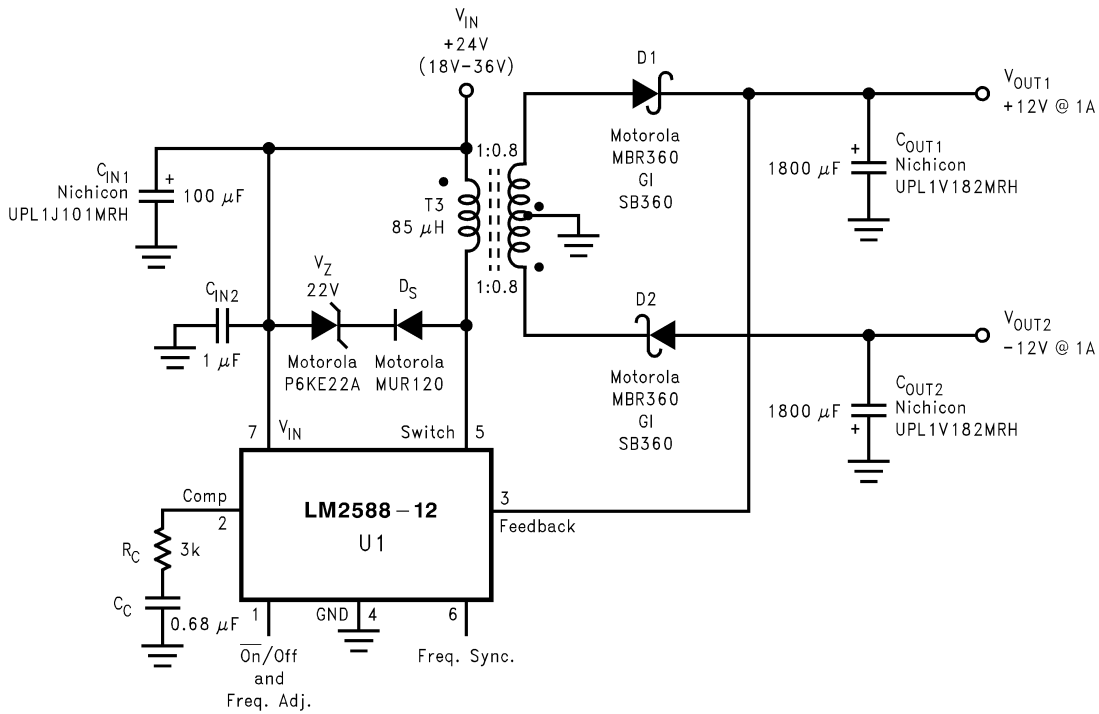 V_IN
+24V
(18V-36V)
D1
V_OUT1
+12V @ 1A
Motorola
MBR360
GI
SB360
1:0.8
C_IN1
Nichicon
UPL1J101MRH
+
100 μF
T3
85 μH
+
1800 μF
C_OUT1
Nichicon
UPL1V182MRH
1:0.8
V_Z
22V
D_S
C_IN2
1 μF
Motorola
P6KE22A
Motorola
MUR120
D2
V_OUT2
-12V @ 1A
Motorola
MBR360
GI
SB360
1800 μF
+
C_OUT2
Nichicon
UPL1V182MRH
7
V_IN
Switch
5
Comp
2
LM2588-12
U1
3
Feedback
R_C
3k
C_C
0.68 μF
1
GND
4
6
On/Off
and
Freq. Adj.
Freq. Sync.